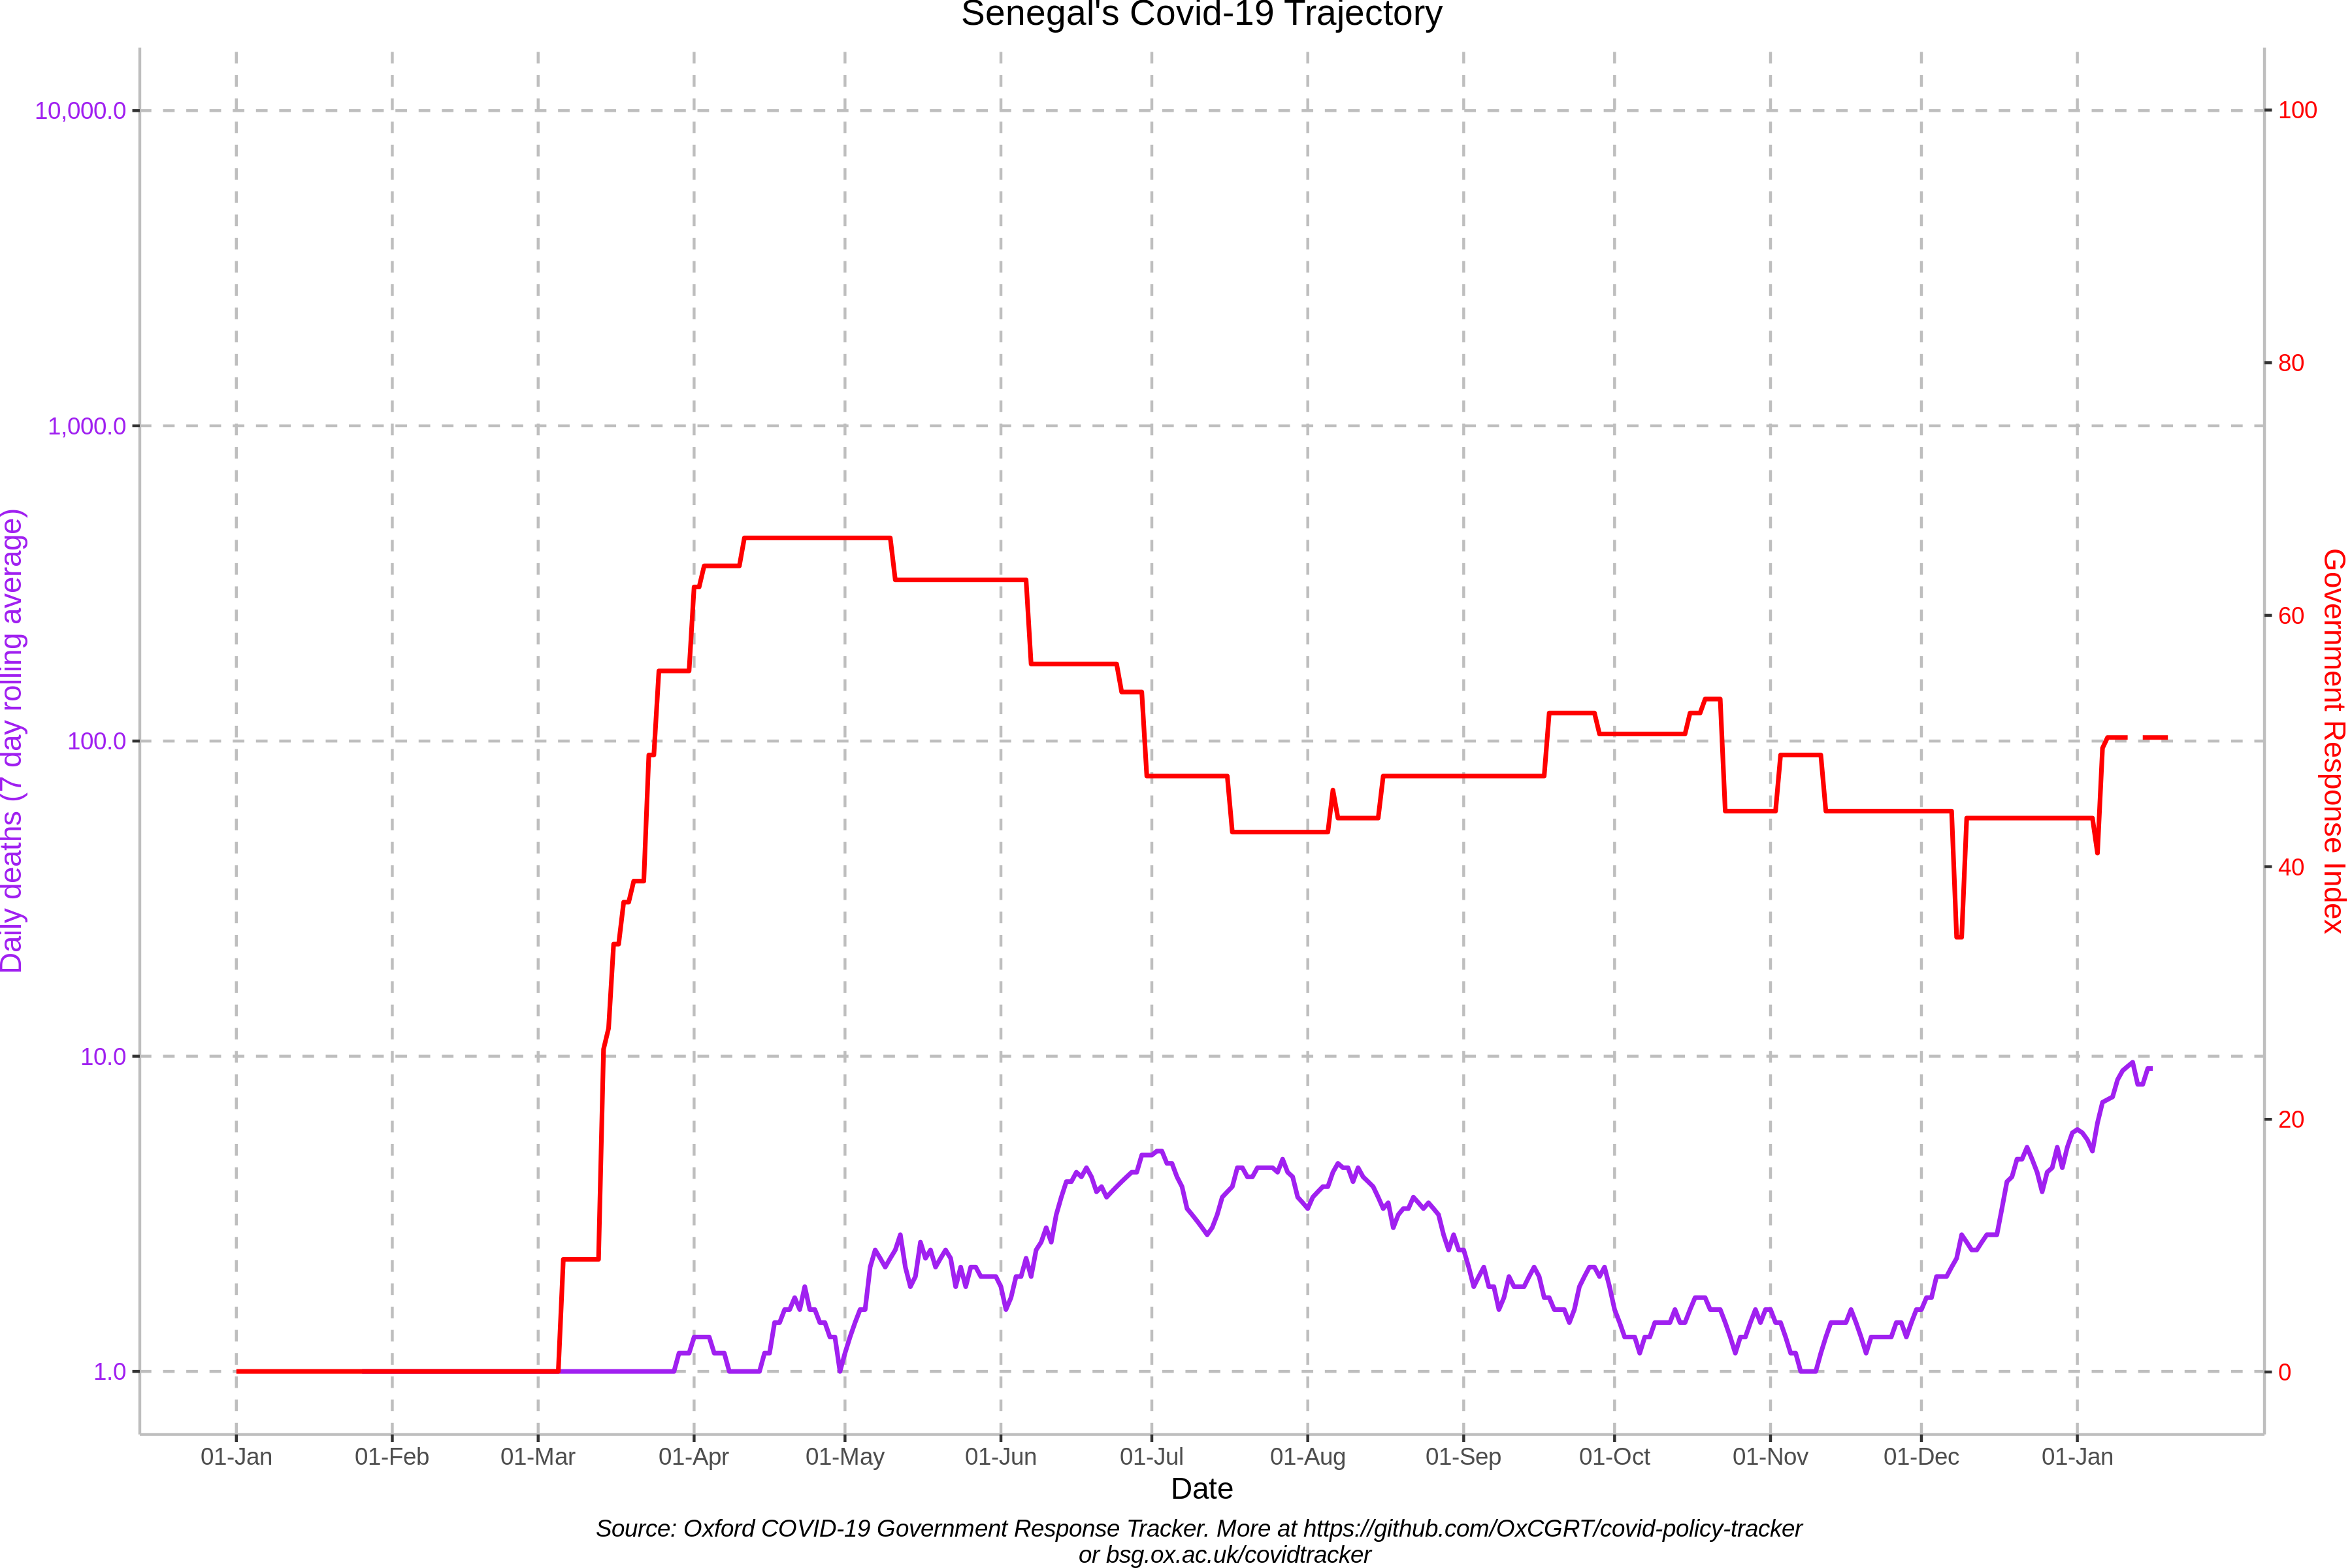 Senegal's Covid-19 Trajectory
10,000.0
1,000.0
100.0
10.0
1.0
Daily deaths (7 day rolling average)
100
80
60
40
20
0
Government Response Index
01-Jan
01-Feb
01-Mar
01-Apr
01-May
01-Jun
01-Jul
01-Aug
01-Sep
01-Oct
01-Nov
01-Dec
01-Jan
Date
Source: Oxford COVID-19 Government Response Tracker. More at https://github.com/OxCGRT/covid-policy-tracker
or bsg.ox.ac.uk/covidtracker